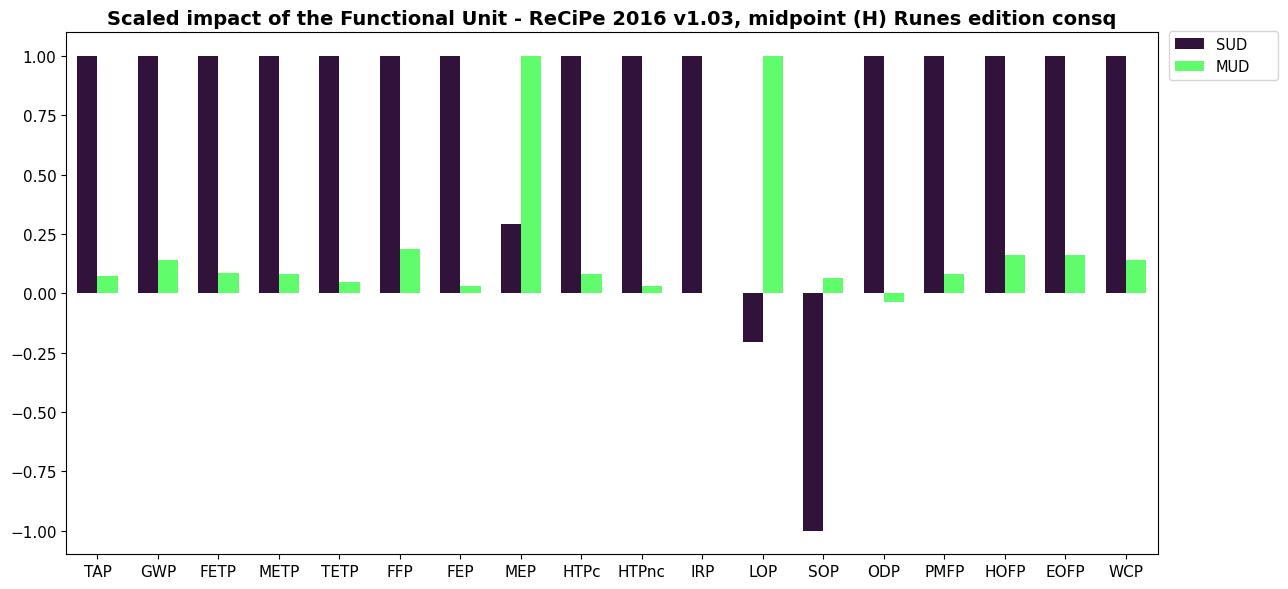 Scaled impact of the Functional Unit - ReCiPe 2016 v1.03, midpoint (H) Runes edition consq
SUD
MUD
1.00
0.75
0.50
0.25
0.00
−0.25
−0.50
−0.75
−1.00
TAP GWP FETP METP TETP FFP FEP MEP HTPc HTPnc IRP LOP SOP ODP PMFP HOFP EOFP WCP